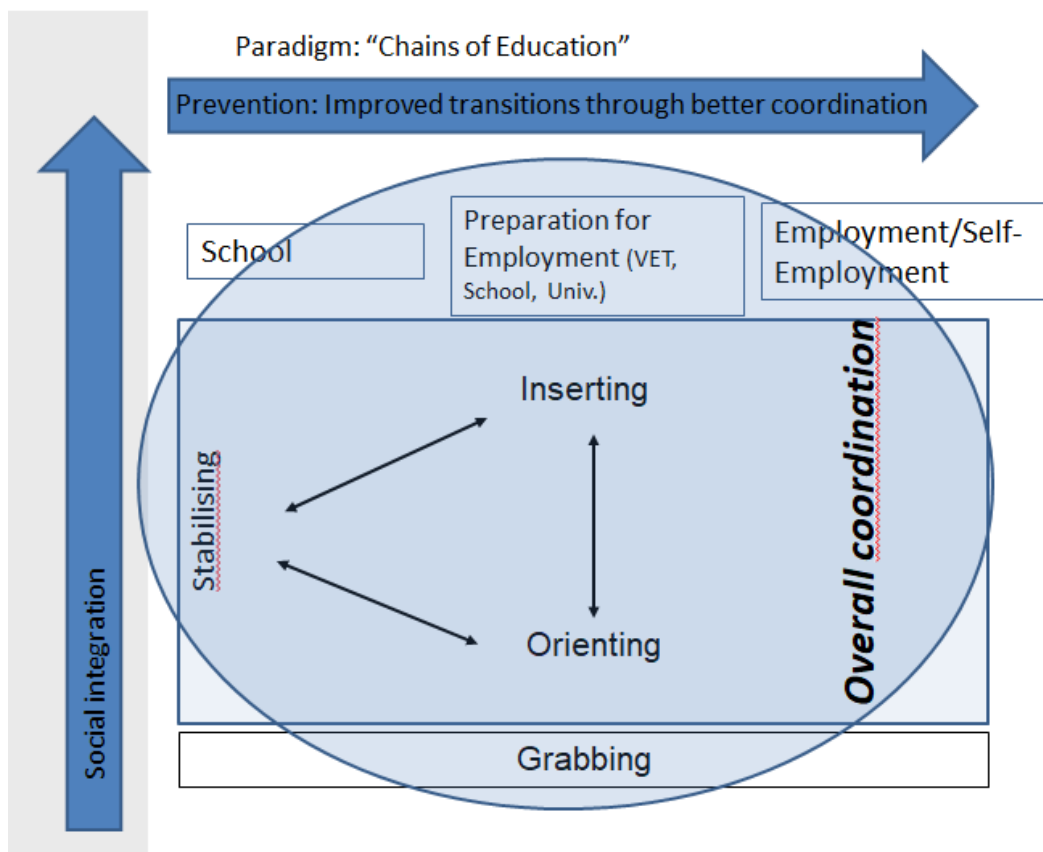 Paradigm: “Chains of Education”
Prevention: Improved transitions through better coordination
School
Preparation for
Employment (VET,
School, Univ.)
Employment/Self-
Employment
Inserting
Stabilising
Orienting
Overall coordination
Grabbing
Social integration